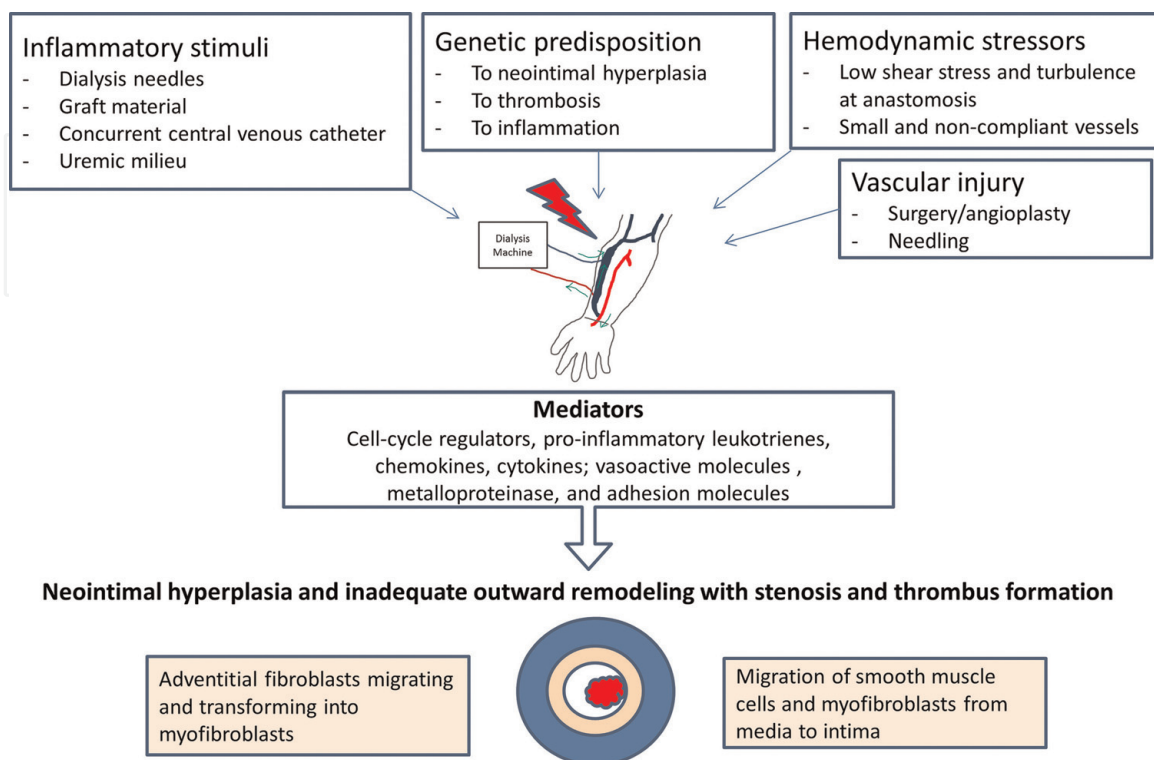 Inflammatory stimuli
- Dialysis needles
- Graft material
- Concurrent central venous catheter
- Uremic milieu
Genetic predisposition
- To neointimal hyperplasia
- To thrombosis
- To inflammation
Hemodynamic stressors
- Low shear stress and turbulence
at anastomosis
- Small and non-compliant vessels
Vascular injury
- Surgery/angioplasty
- Needling
Dialysis
Machine
Mediators
Cell-cycle regulators, pro-inflammatory leukotrienes,
chemokines, cytokines; vasoactive molecules ,
metalloproteinase, and adhesion molecules
Neointimal hyperplasia and inadequate outward remodeling with stenosis and thrombus formation
Adventitial fibroblasts migrating
and transforming into
myofibroblasts
Migration of smooth muscle
cells and myofibroblasts from
media to intima